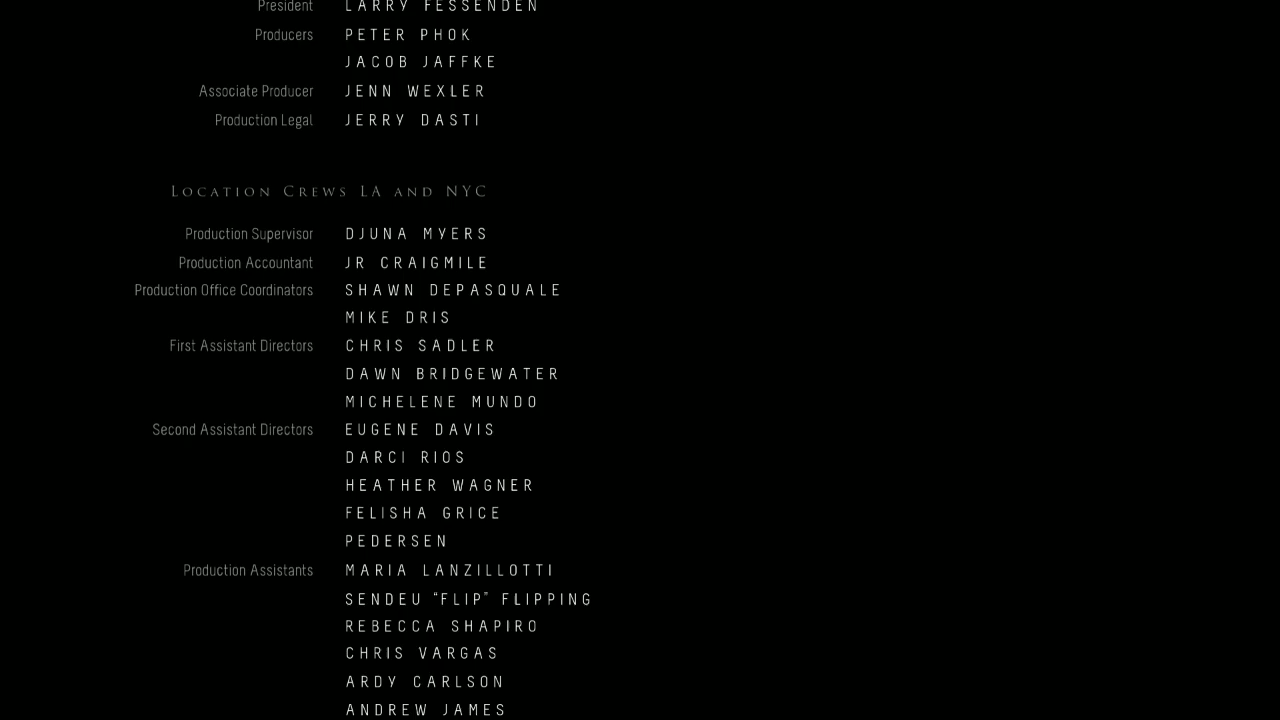 President LARRY FESSENDEN
Producers PETER PHOK
JACOB JAFFKE
Associate Producer JENN WEXLER
Production Legal JERRY DASTI
LOCATION CREWS LA AND NYC
Production Supervisor DJUNA MYERS
Production Accountant JR CRAIGMILE
Production Office Coordinators SHAWN DEPASQUALE
MIKE DRIS
First Assistant Directors CHRIS SADLER
DAWN BRIDGEWATER
MICHELENE MUNDO
Second Assistant Directors EUGENE DAVIS
DARCI RIOS
HEATHER WAGNER
FELISHA GRICE
PEDERSEN
Production Assistants MARIA LANZILLOTTI
SENDEU “FLIP” FLIPPING
REBECCA SHAPIRO
CHRIS VARGAS
ARDY CARLSON
ANDREW JAMES